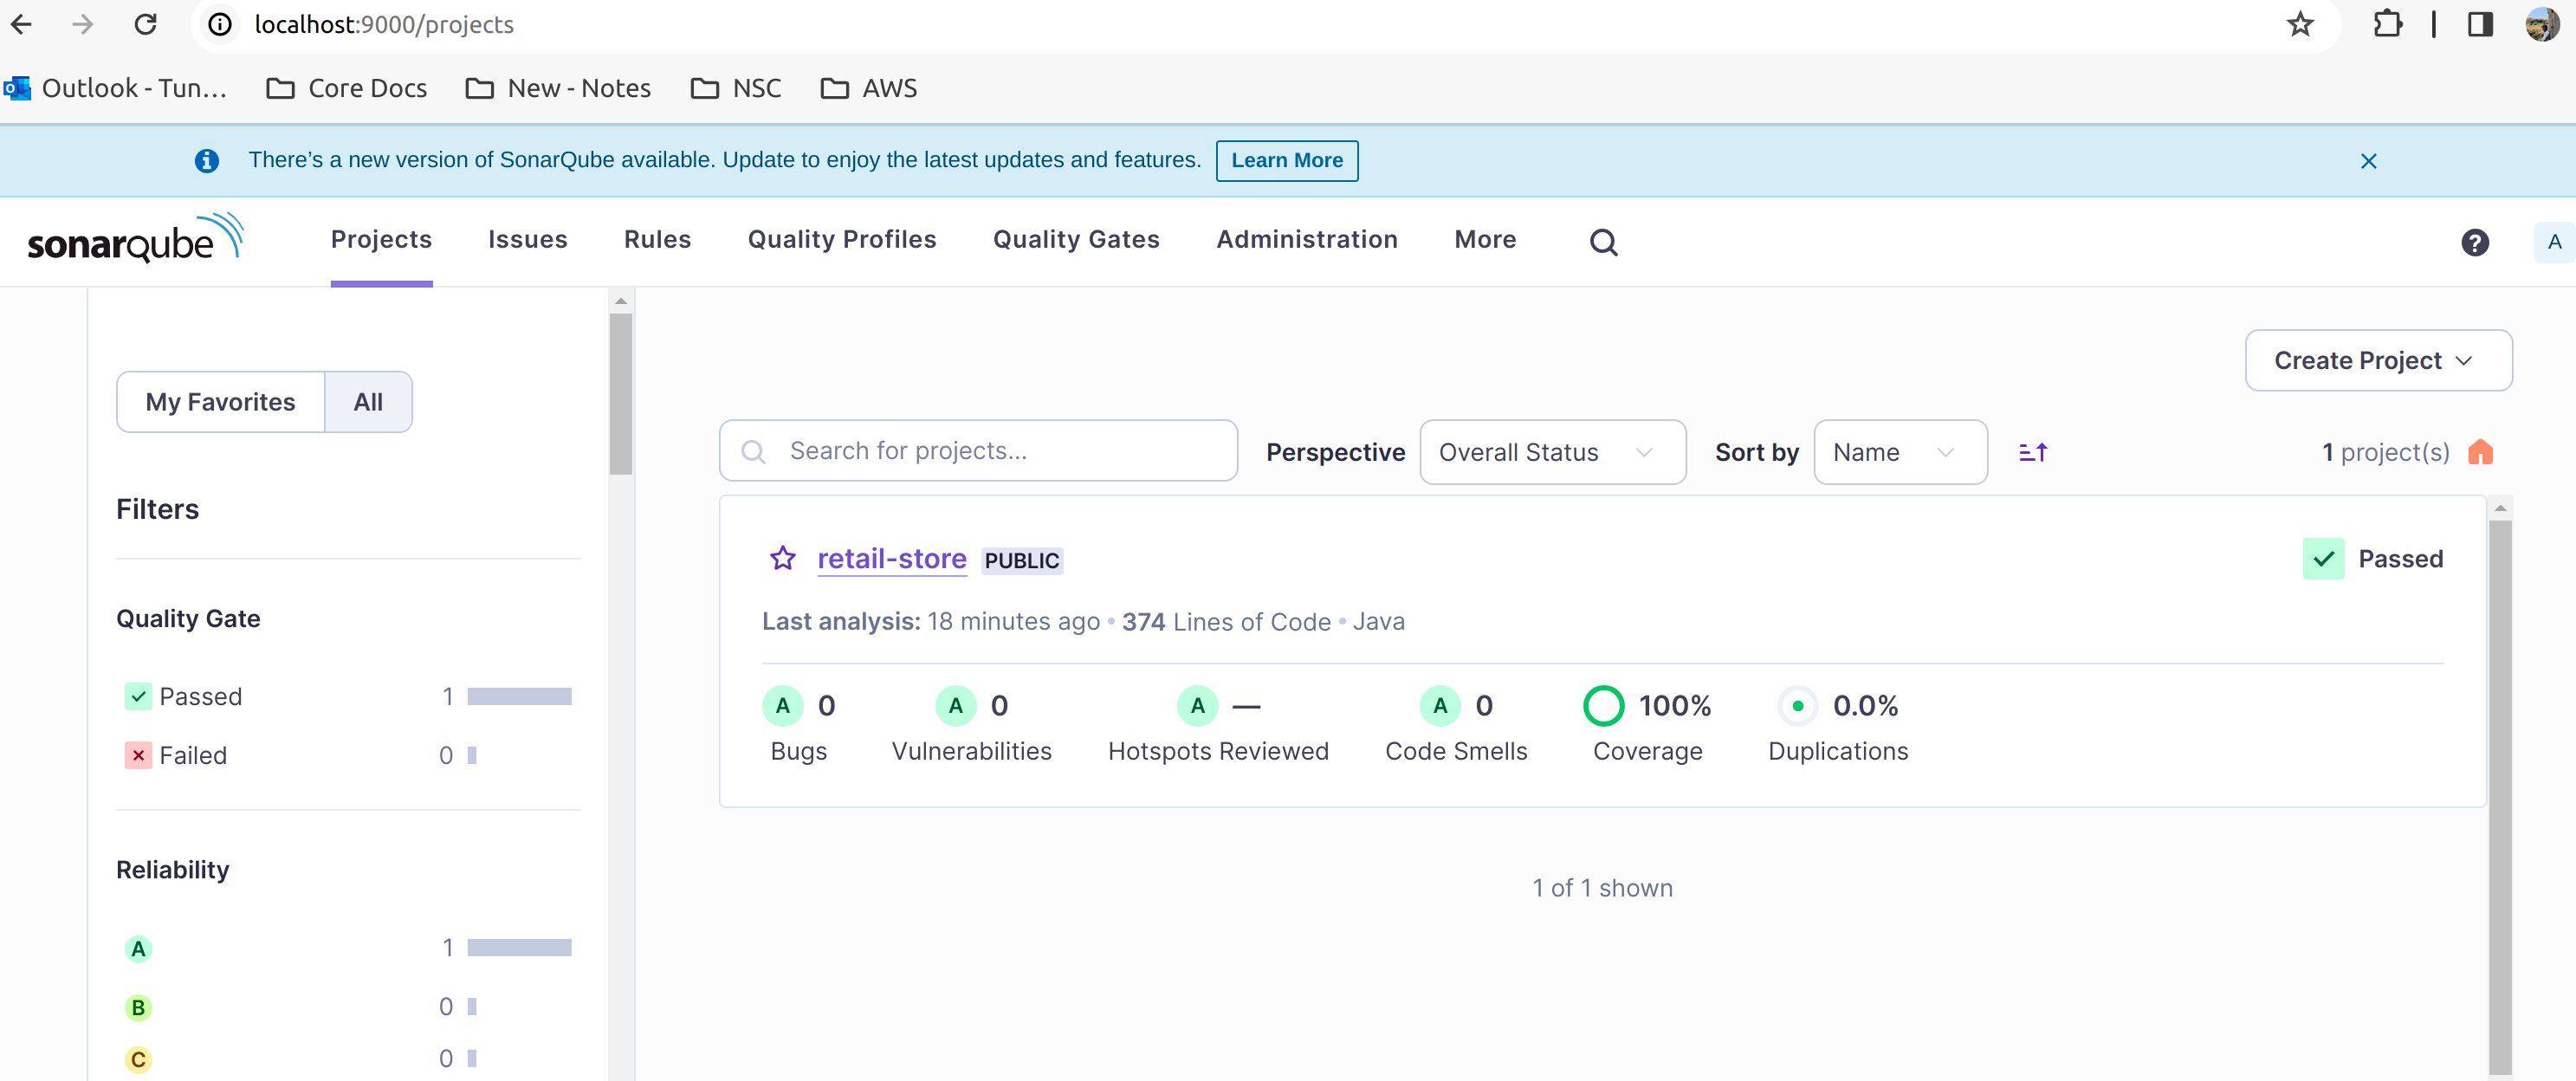 localhost:9000/projects
Outlook - Tun…
Core Docs
New - Notes
NSC
AWS
There’s a new version of SonarQube available. Update to enjoy the latest updates and features.
Learn More
sonarqube
Projects
Issues
Rules
Quality Profiles
Quality Gates
Administration
More
A
My Favorites
All
Create Project
Search for projects...
Perspective
Overall Status
Sort by
Name
1 project(s)
Filters
Quality Gate
Passed 1
Failed 0
Reliability
A 1
B 0
C 0
retail-store PUBLIC
Passed
Last analysis: 18 minutes ago • 374 Lines of Code • Java
A 0
Bugs
A 0
Vulnerabilities
A —
Hotspots Reviewed
A 0
Code Smells
100%
Coverage
0.0%
Duplications
1 of 1 shown